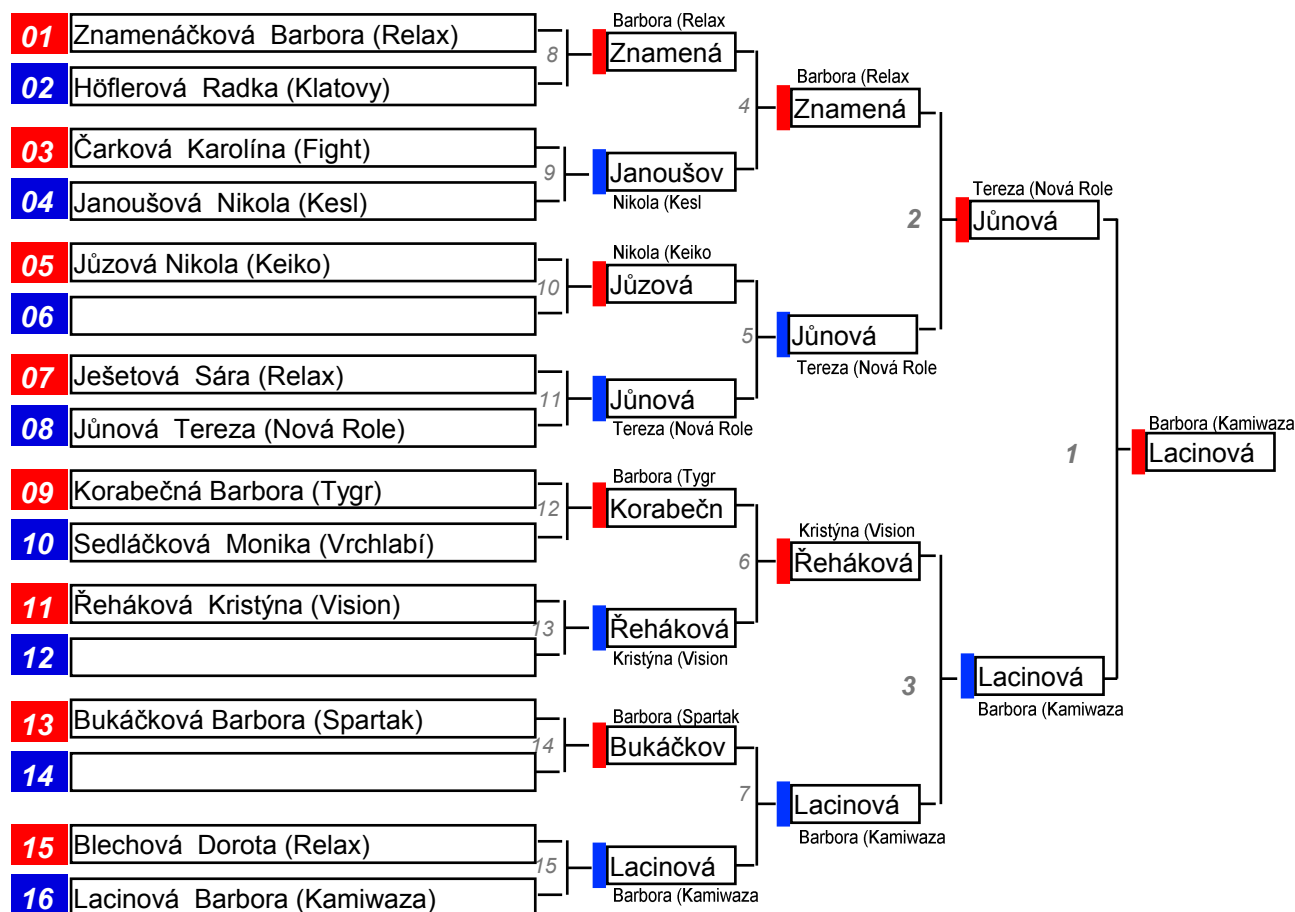 01 Znamenáčková  Barbora (Relax)
02 Höflerová  Radka (Klatovy)
03 Čarková  Karolína (Fight)
04 Janoušová  Nikola (Kesl)
05 Jůzová Nikola (Keiko)
06
07 Ješetová  Sára (Relax)
08 Jůnová  Tereza (Nová Role)
09 Korabečná Barbora (Tygr)
10 Sedláčková  Monika (Vrchlabí)
11 Řeháková  Kristýna (Vision)
12
13 Bukáčková Barbora (Spartak)
14
15 Blechová  Dorota (Relax)
16 Lacinová  Barbora (Kamiwaza)
8
9
10
11
12
13
14
15
Barbora (Relax
Znamená
Janoušov
Nikola (Kesl
Nikola (Keiko
Jůzová
Jůnová
Tereza (Nová Role
Barbora (Tygr
Korabečn
Řeháková
Kristýna (Vision
Barbora (Spartak
Bukáčkov
Lacinová
Barbora (Kamiwaza
4
5
6
7
Barbora (Relax
Znamená
Jůnová
Tereza (Nová Role
Kristýna (Vision
Řeháková
Lacinová
Barbora (Kamiwaza
2
3
Tereza (Nová Role
Jůnová
Lacinová
Barbora (Kamiwaza
1
Barbora (Kamiwaza
Lacinová